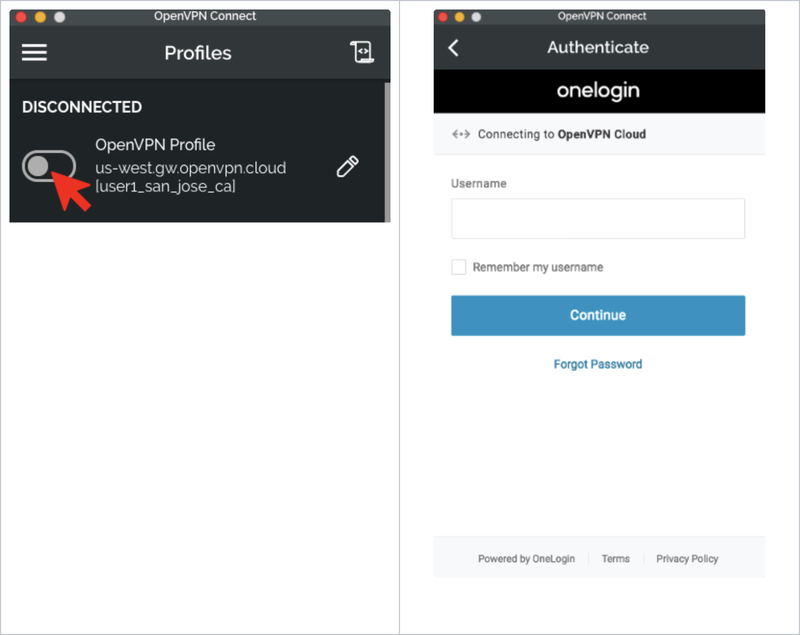 OpenVPN Connect
Profiles
DISCONNECTED
OpenVPN Profile
us-west.gw.openvpn.cloud
[user1_san_jose_ca]
OpenVPN Connect
Authenticate
onelogin
Connecting to OpenVPN Cloud
Username
Remember my username
Continue
Forgot Password
Powered by OneLogin
Terms
Privacy Policy